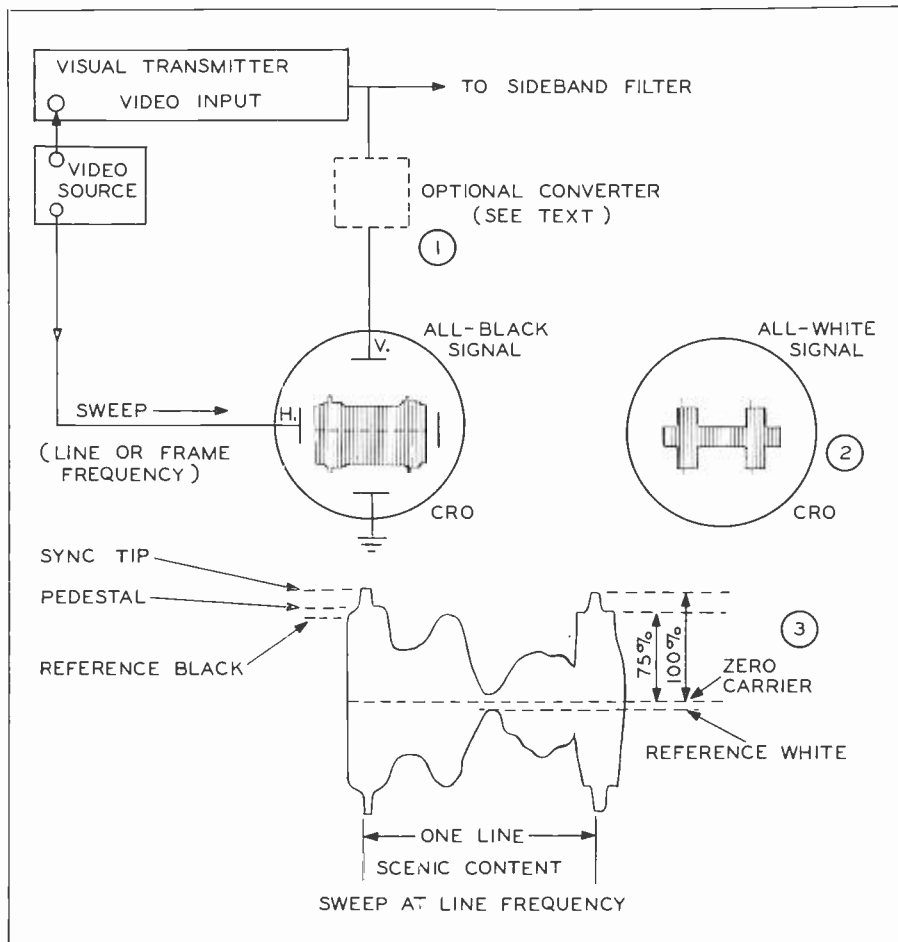 VISUAL TRANSMITTER
VIDEO INPUT
TO SIDEBAND FILTER
VIDEO
SOURCE
OPTIONAL CONVERTER
(SEE TEXT)
1
ALL-BLACK
SIGNAL
V.
ALL-WHITE
SIGNAL
SWEEP
H.
(LINE OR FRAME
FREQUENCY)
2
CRO
CRO
SYNC TIP
PEDESTAL
REFERENCE BLACK
75%
100%
3
ZERO
CARRIER
REFERENCE WHITE
ONE LINE
SCENIC CONTENT
SWEEP AT LINE FREQUENCY